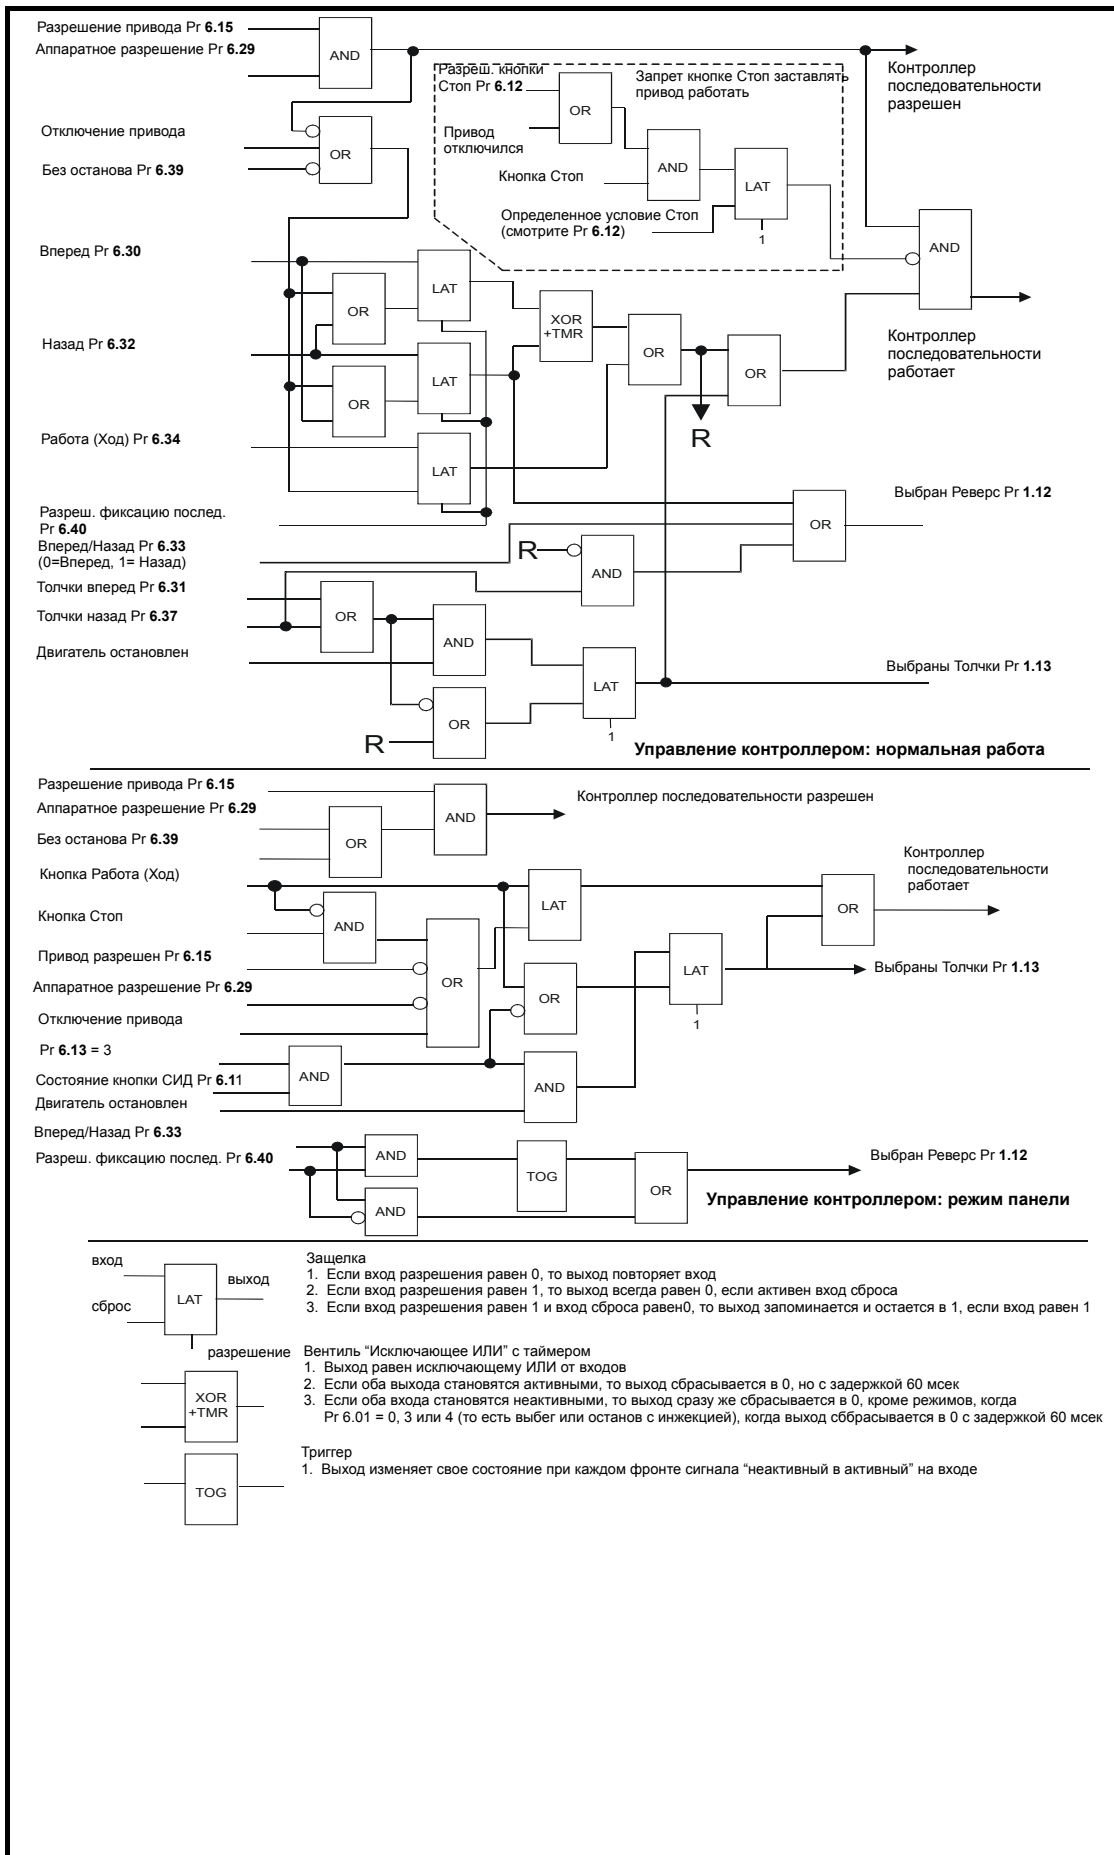 Разрешение привода Pr 6.15
Аппаратное разрешение Pr 6.29
AND
Контроллер
последовательности
разрешен
Разреш. кнопки
Стоп Pr 6.12
Запрет кнопке Стоп заставлять
привод работать
OR
Привод
отключился
Отключение привода
OR
Без останова Pr 6.39
Кнопка Стоп
AND
LAT
Определенное условие Стоп
(смотрите Pr 6.12)
1
AND
Вперед Pr 6.30
LAT
OR
XOR
+TMR
Контроллер
последовательности
работает
Назад Pr 6.32
OR
OR
LAT
OR
R
Работа (Ход) Pr 6.34
LAT
Выбран Реверс Pr 1.12
Разреш. фиксацию послед.
Pr 6.40
OR
Вперед/Назад Pr 6.33
(0=Вперед, 1= Назад)
R
AND
Толчки вперед Pr 6.31
Толчки назад Pr 6.37
OR
AND
Двигатель остановлен
Выбраны Толчки Pr 1.13
LAT
OR
1
R
Управление контроллером: нормальная работа
Разрешение привода Pr 6.15
Контроллер последовательности разрешен
Аппаратное разрешение Pr 6.29
AND
Без останова Pr 6.39
OR
Контроллер
последовательности
работает
Кнопка Работа (Ход)
LAT
OR
Кнопка Стоп
AND
Привод разрешен Pr 6.15
Выбраны Толчки Pr 1.13
LAT
OR
Аппаратное разрешение Pr 6.29
OR
Отключение привода
1
Pr 6.13 = 3
AND
Состояние кнопки СИД Pr 6.11
AND
Двигатель остановлен
Вперед/Назад Pr 6.33
Разреш. фиксацию послед. Pr 6.40
AND
Выбран Реверс Pr 1.12
TOG
OR
AND
Управление контроллером: режим панели
вход
выход
LAT
сброс
разрешение
Защелка
1. Если вход разрешения равен 0, то выход повторяет вход
2. Если вход разрешения равен 1, то выход всегда равен 0, если активен вход сброса
3. Если вход разрешения равен 1 и вход сброса равен0, то выход запоминается и остается в 1, если вход равен 1
Вентиль “Исключающее ИЛИ” с таймером
XOR
+TMR
1. Выход равен исключающему ИЛИ от входов
2. Если оба выхода становятся активными, то выход сбрасывается в 0, но с задержкой 60 мсек
3. Если оба входа становятся неактивными, то выход сразу же сбрасывается в 0, кроме режимов, когда
Pr 6.01 = 0, 3 или 4 (то есть выбег или останов с инжекцией), когда выход сббрасывается в 0 с задержкой 60 мсек
Триггер
1. Выход изменяет свое состояние при каждом фронте сигнала “неактивный в активный” на входе
TOG